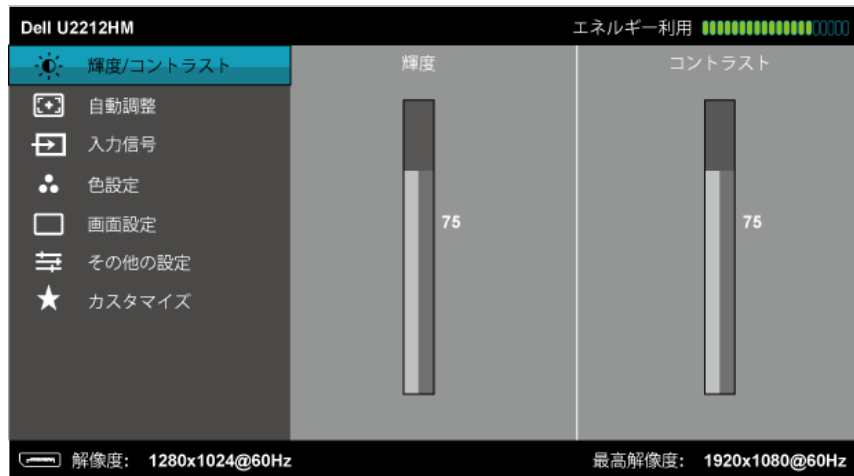 Dell U2212HM
エネルギー利用
輝度/コントラスト
自動調整
入力信号
色設定
画面設定
その他の設定
カスタマイズ
輝度
75
コントラスト
75
解像度: 1280x1024@60Hz
最高解像度: 1920x1080@60Hz